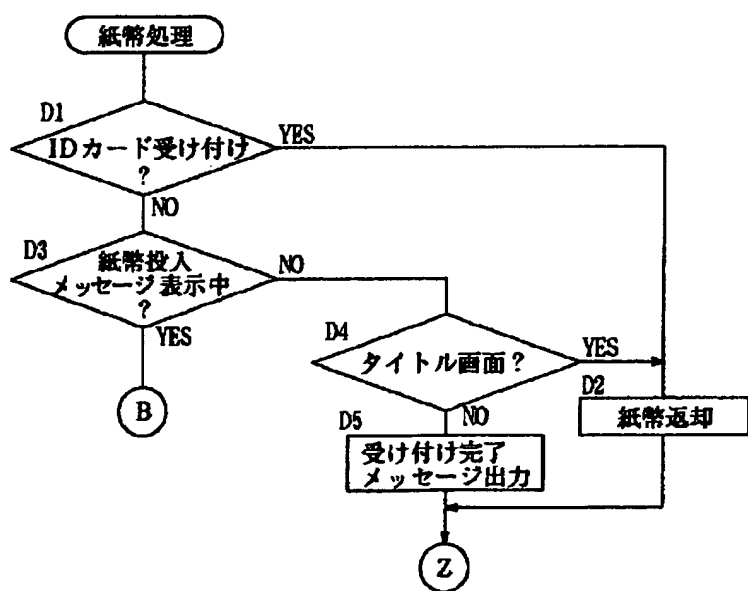 紙幣処理
D1
IDカード受け付け
?
YES
NO
D3
紙幣投入
メッセージ表示中
?
NO
YES
B
D4
タイトル画面?
YES
NO
D2
紙幣返却
D5
受け付け完了
メッセージ出力
Z